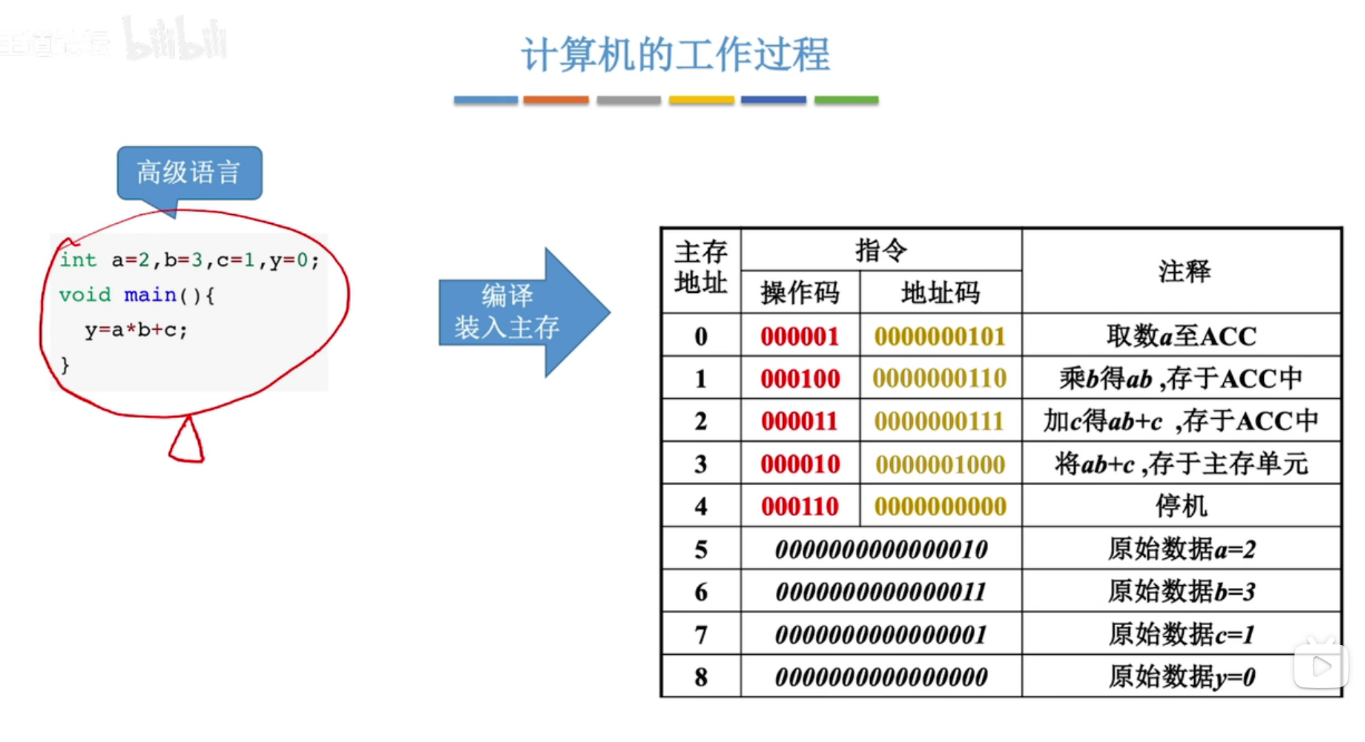 bilibili
计算机的工作过程
高级语言
int a=2,b=3,c=1,y=0;
void main(){
y=a*b+c;
}
编译
装入主存
主存地址 指令 注释
操作码 地址码
0 000001 0000000101 取数a至ACC
1 000100 0000000110 乘b得ab ,存于ACC中
2 000011 0000000111 加c得ab+c ,存于ACC中
3 000010 0000001000 将ab+c ,存于主存单元
4 000110 0000000000 停机
5 0000000000000010 原始数据a=2
6 0000000000000011 原始数据b=3
7 0000000000000001 原始数据c=1
8 0000000000000000 原始数据y=0